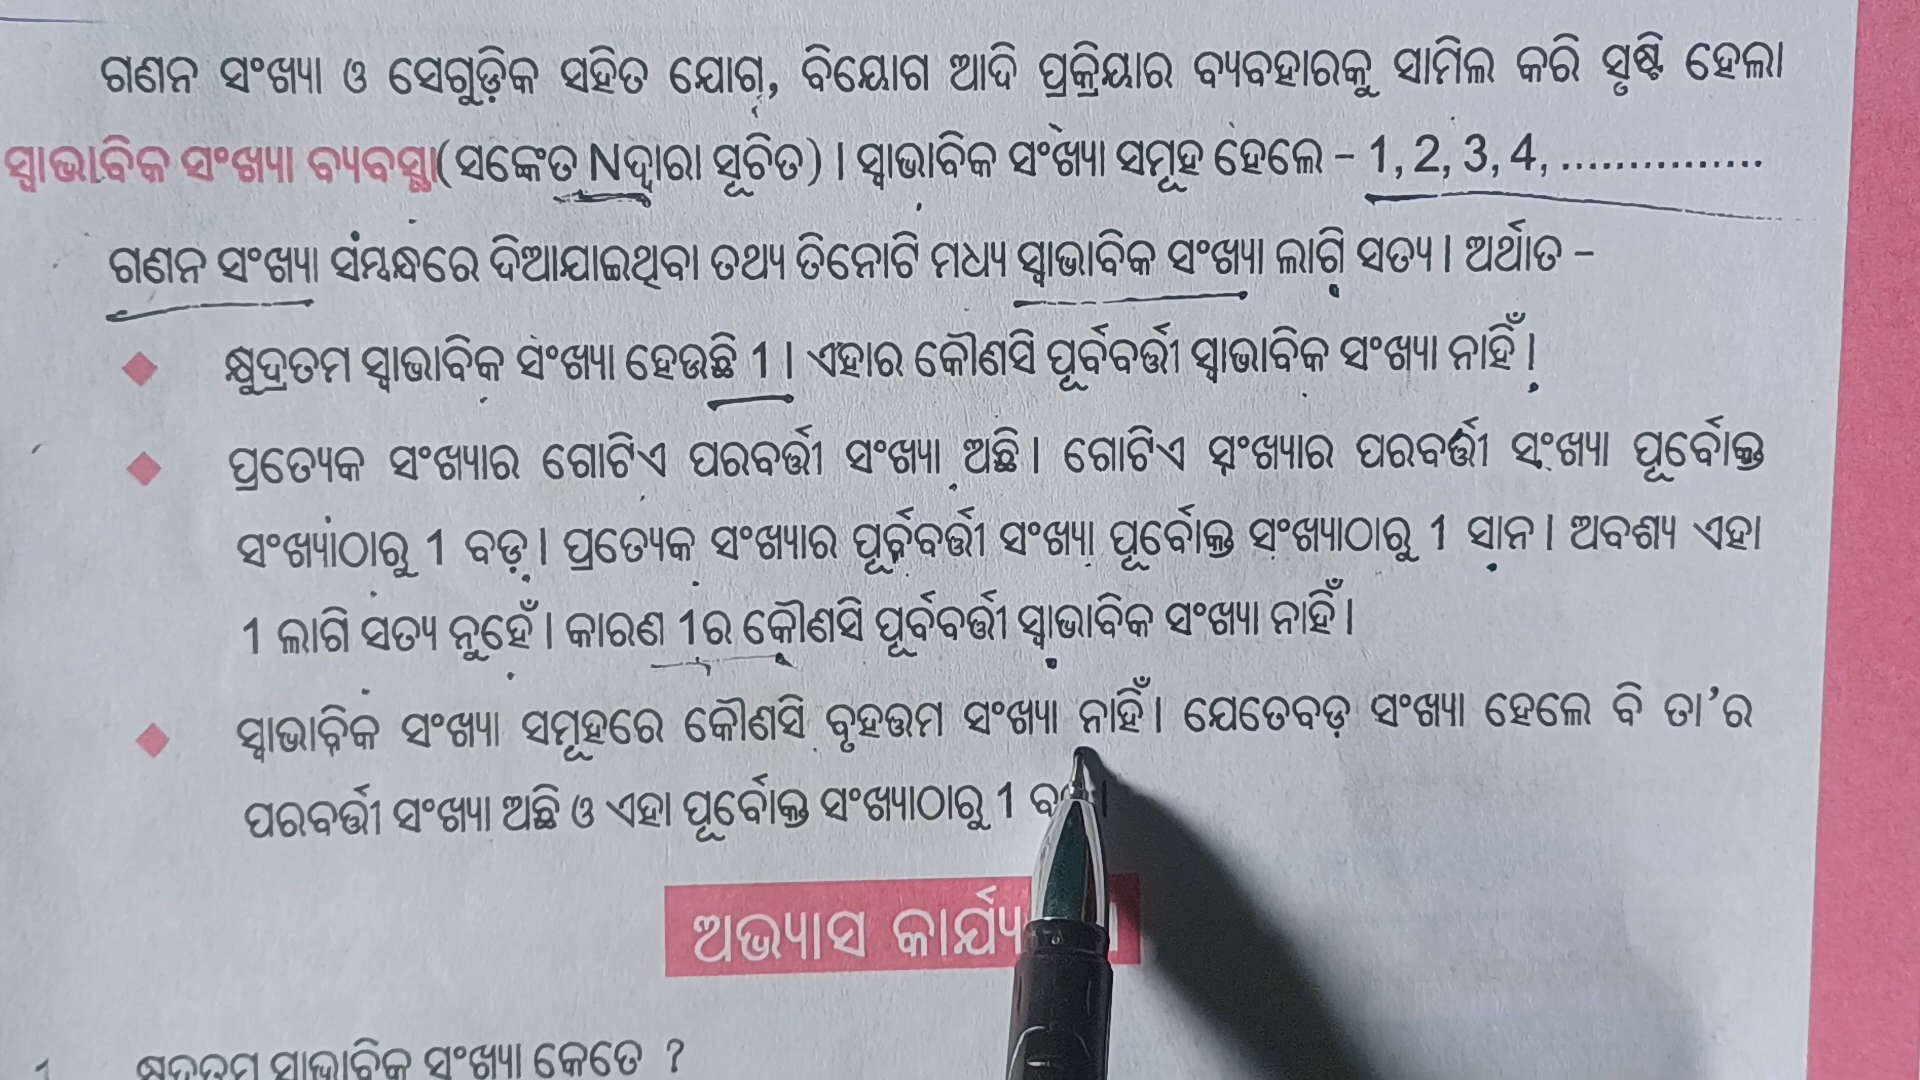 ଗଣନ ସଂଖ୍ୟା ଓ ସେଗୁଡ଼ିକ ସହିତ ଯୋଗ, ବିୟୋଗ ଆଦି ପ୍ରକ୍ରିୟାର ବ୍ୟବହାରକୁ ସାମିଲ କରି ସୃଷ୍ଟି ହେଲା
ସ୍ୱାଭାବିକ ସଂଖ୍ୟା ବ୍ୟବସ୍ଥା (ସଙ୍କେତ N ଦ୍ୱାରା ସୂଚିତ) । ସ୍ୱାଭାବିକ ସଂଖ୍ୟା ସମୂହ ହେଲେ – 1, 2, 3, 4, ...............
ଗଣନ ସଂଖ୍ୟା ସମ୍ବନ୍ଧରେ ଦିଆଯାଇଥିବା ତଥ୍ୟ ତିନୋଟି ମଧ୍ୟ ସ୍ୱାଭାବିକ ସଂଖ୍ୟା ଲାଗି ସତ୍ୟ । ଅର୍ଥାତ –
କ୍ଷୁଦ୍ରତମ ସ୍ୱାଭାବିକ ସଂଖ୍ୟା ହେଉଛି 1 । ଏହାର କୌଣସି ପୂର୍ବବର୍ତ୍ତୀ ସ୍ୱାଭାବିକ ସଂଖ୍ୟା ନାହିଁ ।
ପ୍ରତ୍ୟେକ ସଂଖ୍ୟାର ଗୋଟିଏ ପରବର୍ତ୍ତୀ ସଂଖ୍ୟା ଅଛି । ଗୋଟିଏ ସଂଖ୍ୟାର ପରବର୍ତ୍ତୀ ସଂଖ୍ୟା ପୂର୍ବୋକ୍ତ
ସଂଖ୍ୟାଠାରୁ 1 ବଡ଼ । ପ୍ରତ୍ୟେକ ସଂଖ୍ୟାର ପୂର୍ବବର୍ତ୍ତୀ ସଂଖ୍ୟା ପୂର୍ବୋକ୍ତ ସଂଖ୍ୟାଠାରୁ 1 ସାନ । ଅବଶ୍ୟ ଏହା
1 ଲାଗି ସତ୍ୟ ନୁହେଁ । କାରଣ 1ର କୌଣସି ପୂର୍ବବର୍ତ୍ତୀ ସ୍ୱାଭାବିକ ସଂଖ୍ୟା ନାହିଁ ।
ସ୍ୱାଭାବିକ ସଂଖ୍ୟା ସମୂହରେ କୌଣସି ବୃହତ୍ତମ ସଂଖ୍ୟା ନାହିଁ । ଯେତେବଡ଼ ସଂଖ୍ୟା ହେଲେ ବି ତା'ର
ପରବର୍ତ୍ତୀ ସଂଖ୍ୟା ଅଛି ଓ ଏହା ପୂର୍ବୋକ୍ତ ସଂଖ୍ୟାଠାରୁ 1
ଅଭ୍ୟାସ
କ୍ଷୁଦ୍ରତମ ସ୍ୱାଭାବିକ ସଂଖ୍ୟା କେତେ ?